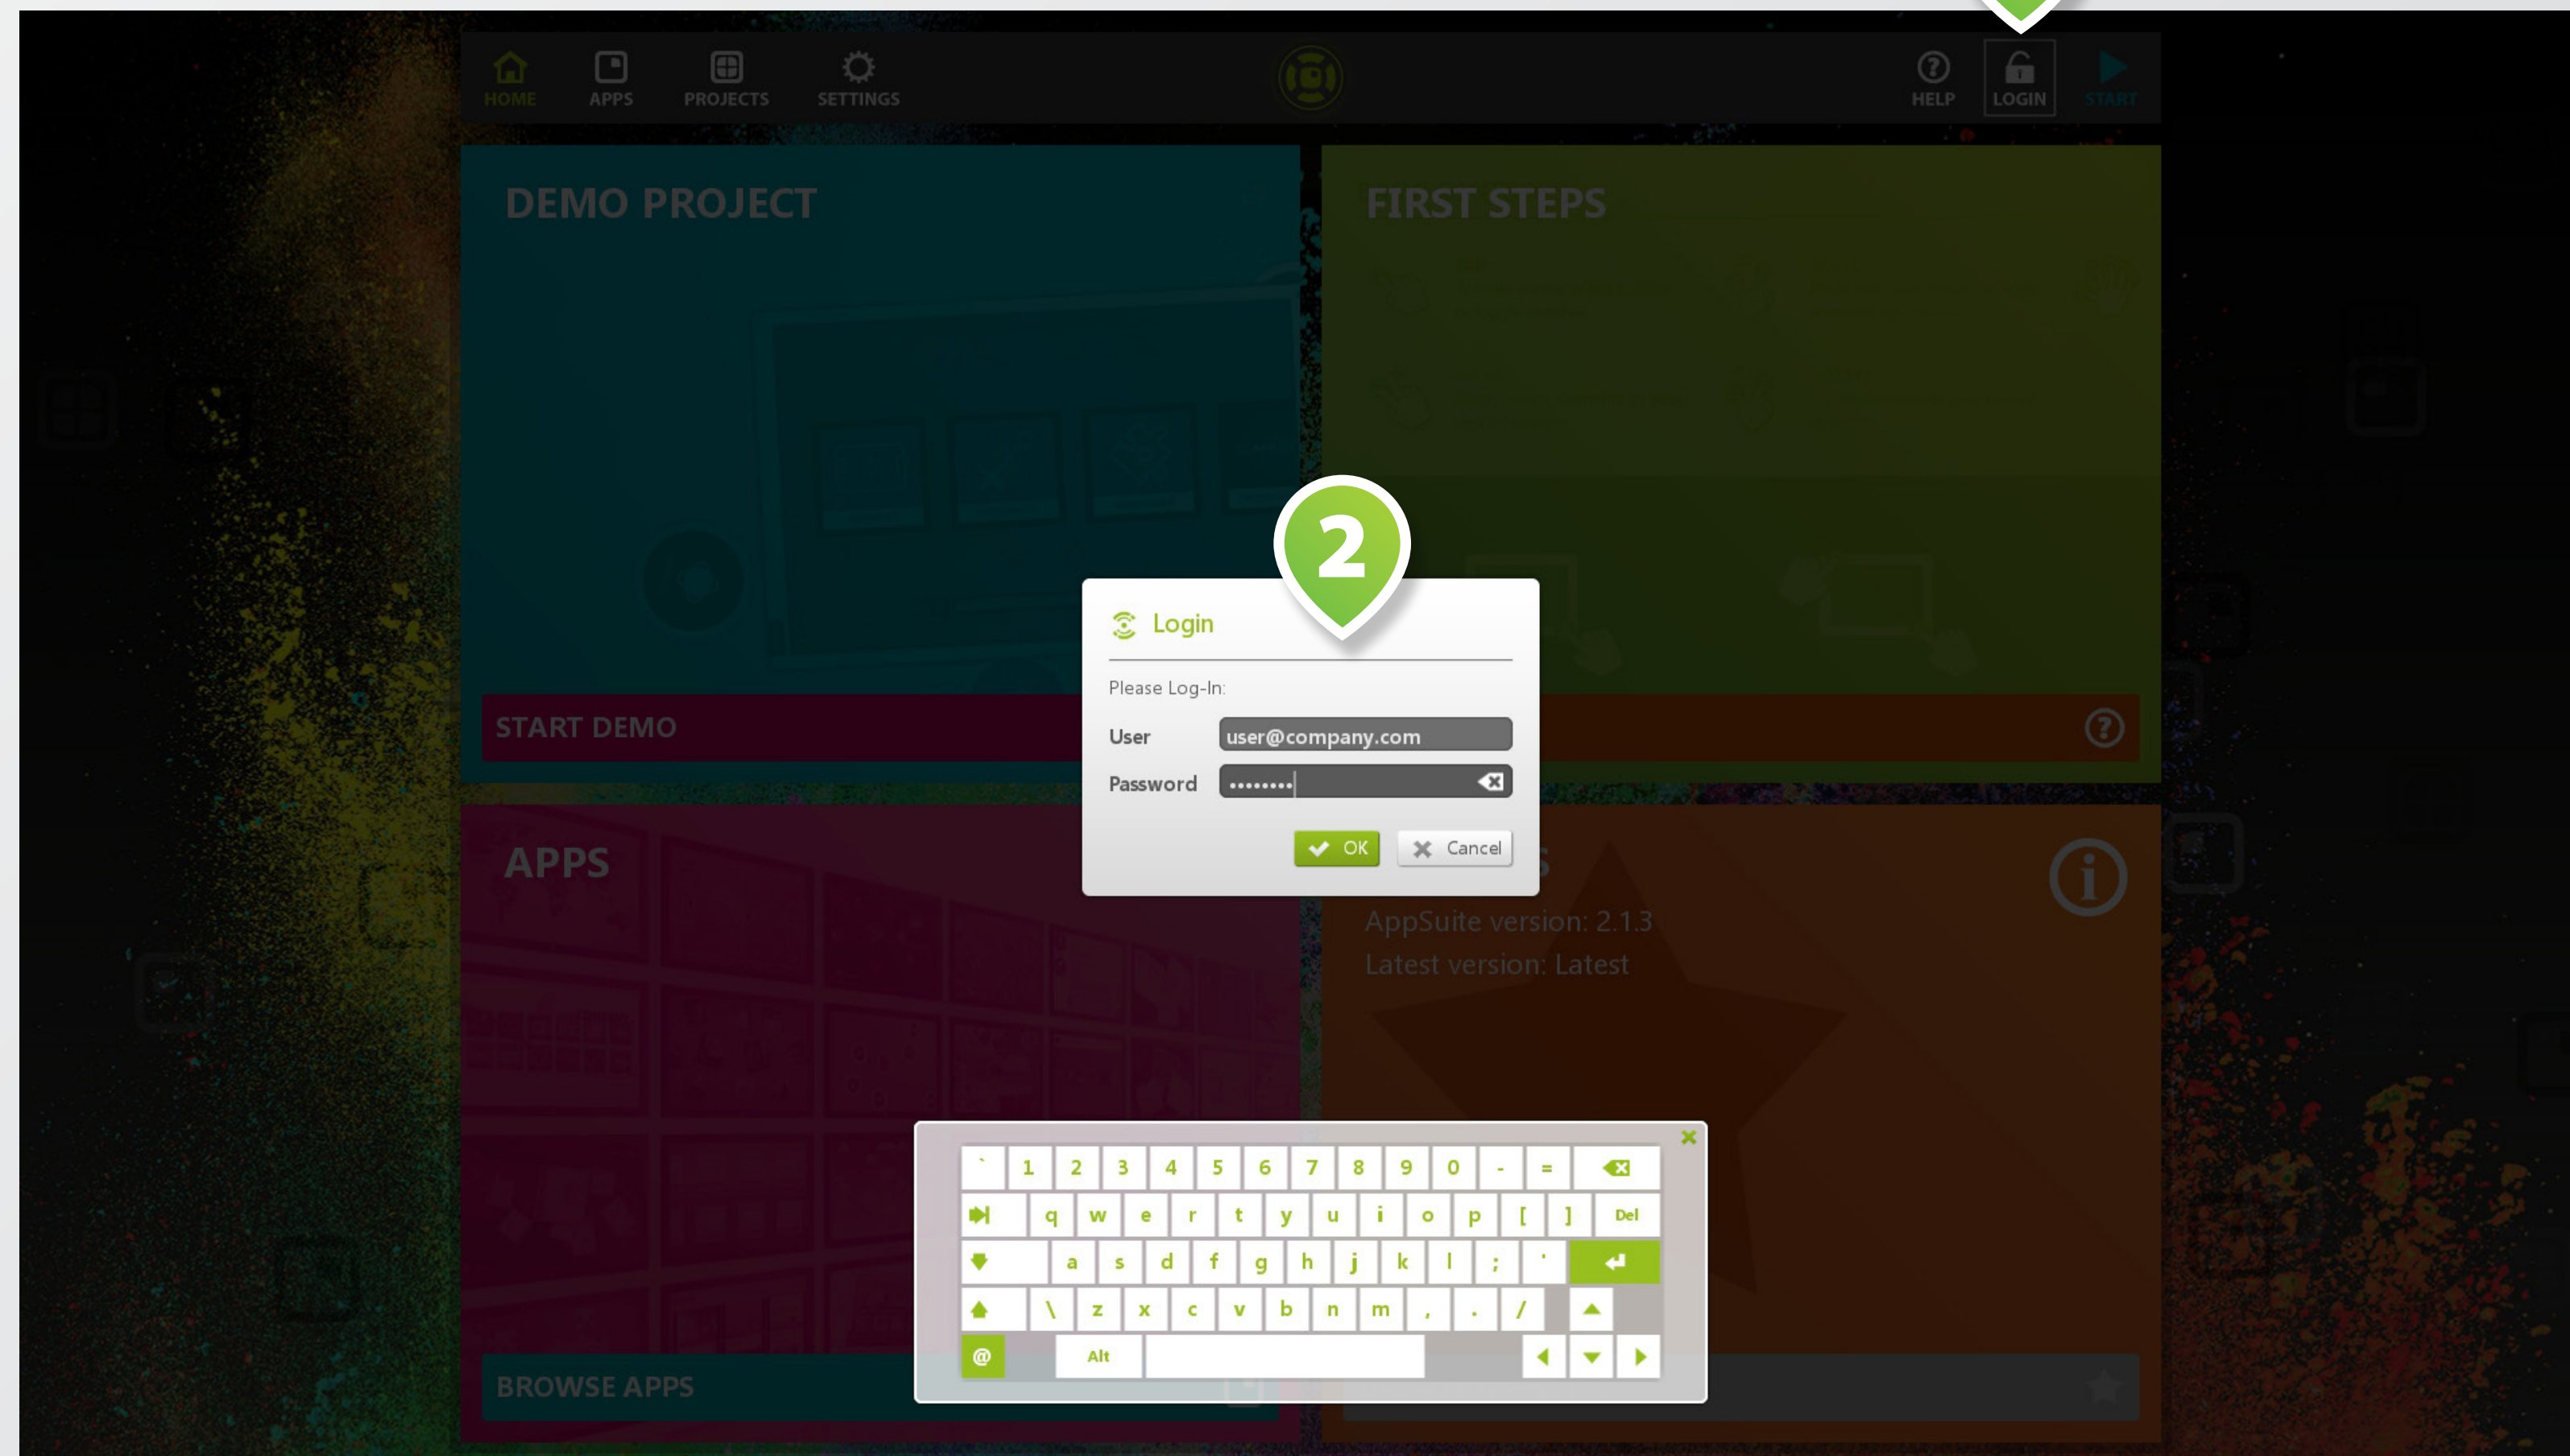 HOME APPS PROJECTS SETTINGS HELP LOGIN START
DEMO PROJECT
FIRST STEPS
2
Login
Please Log-In:
User user@company.com
Password ••••••••
OK Cancel
START DEMO
APPS
AppSuite version: 2.1.3
Latest version: Latest
` 1 2 3 4 5 6 7 8 9 0 - =
q w e r t y u i o p [ ] Del
a s d f g h j k l ; '
\ z x c v b n m , . /
@ Alt
BROWSE APPS